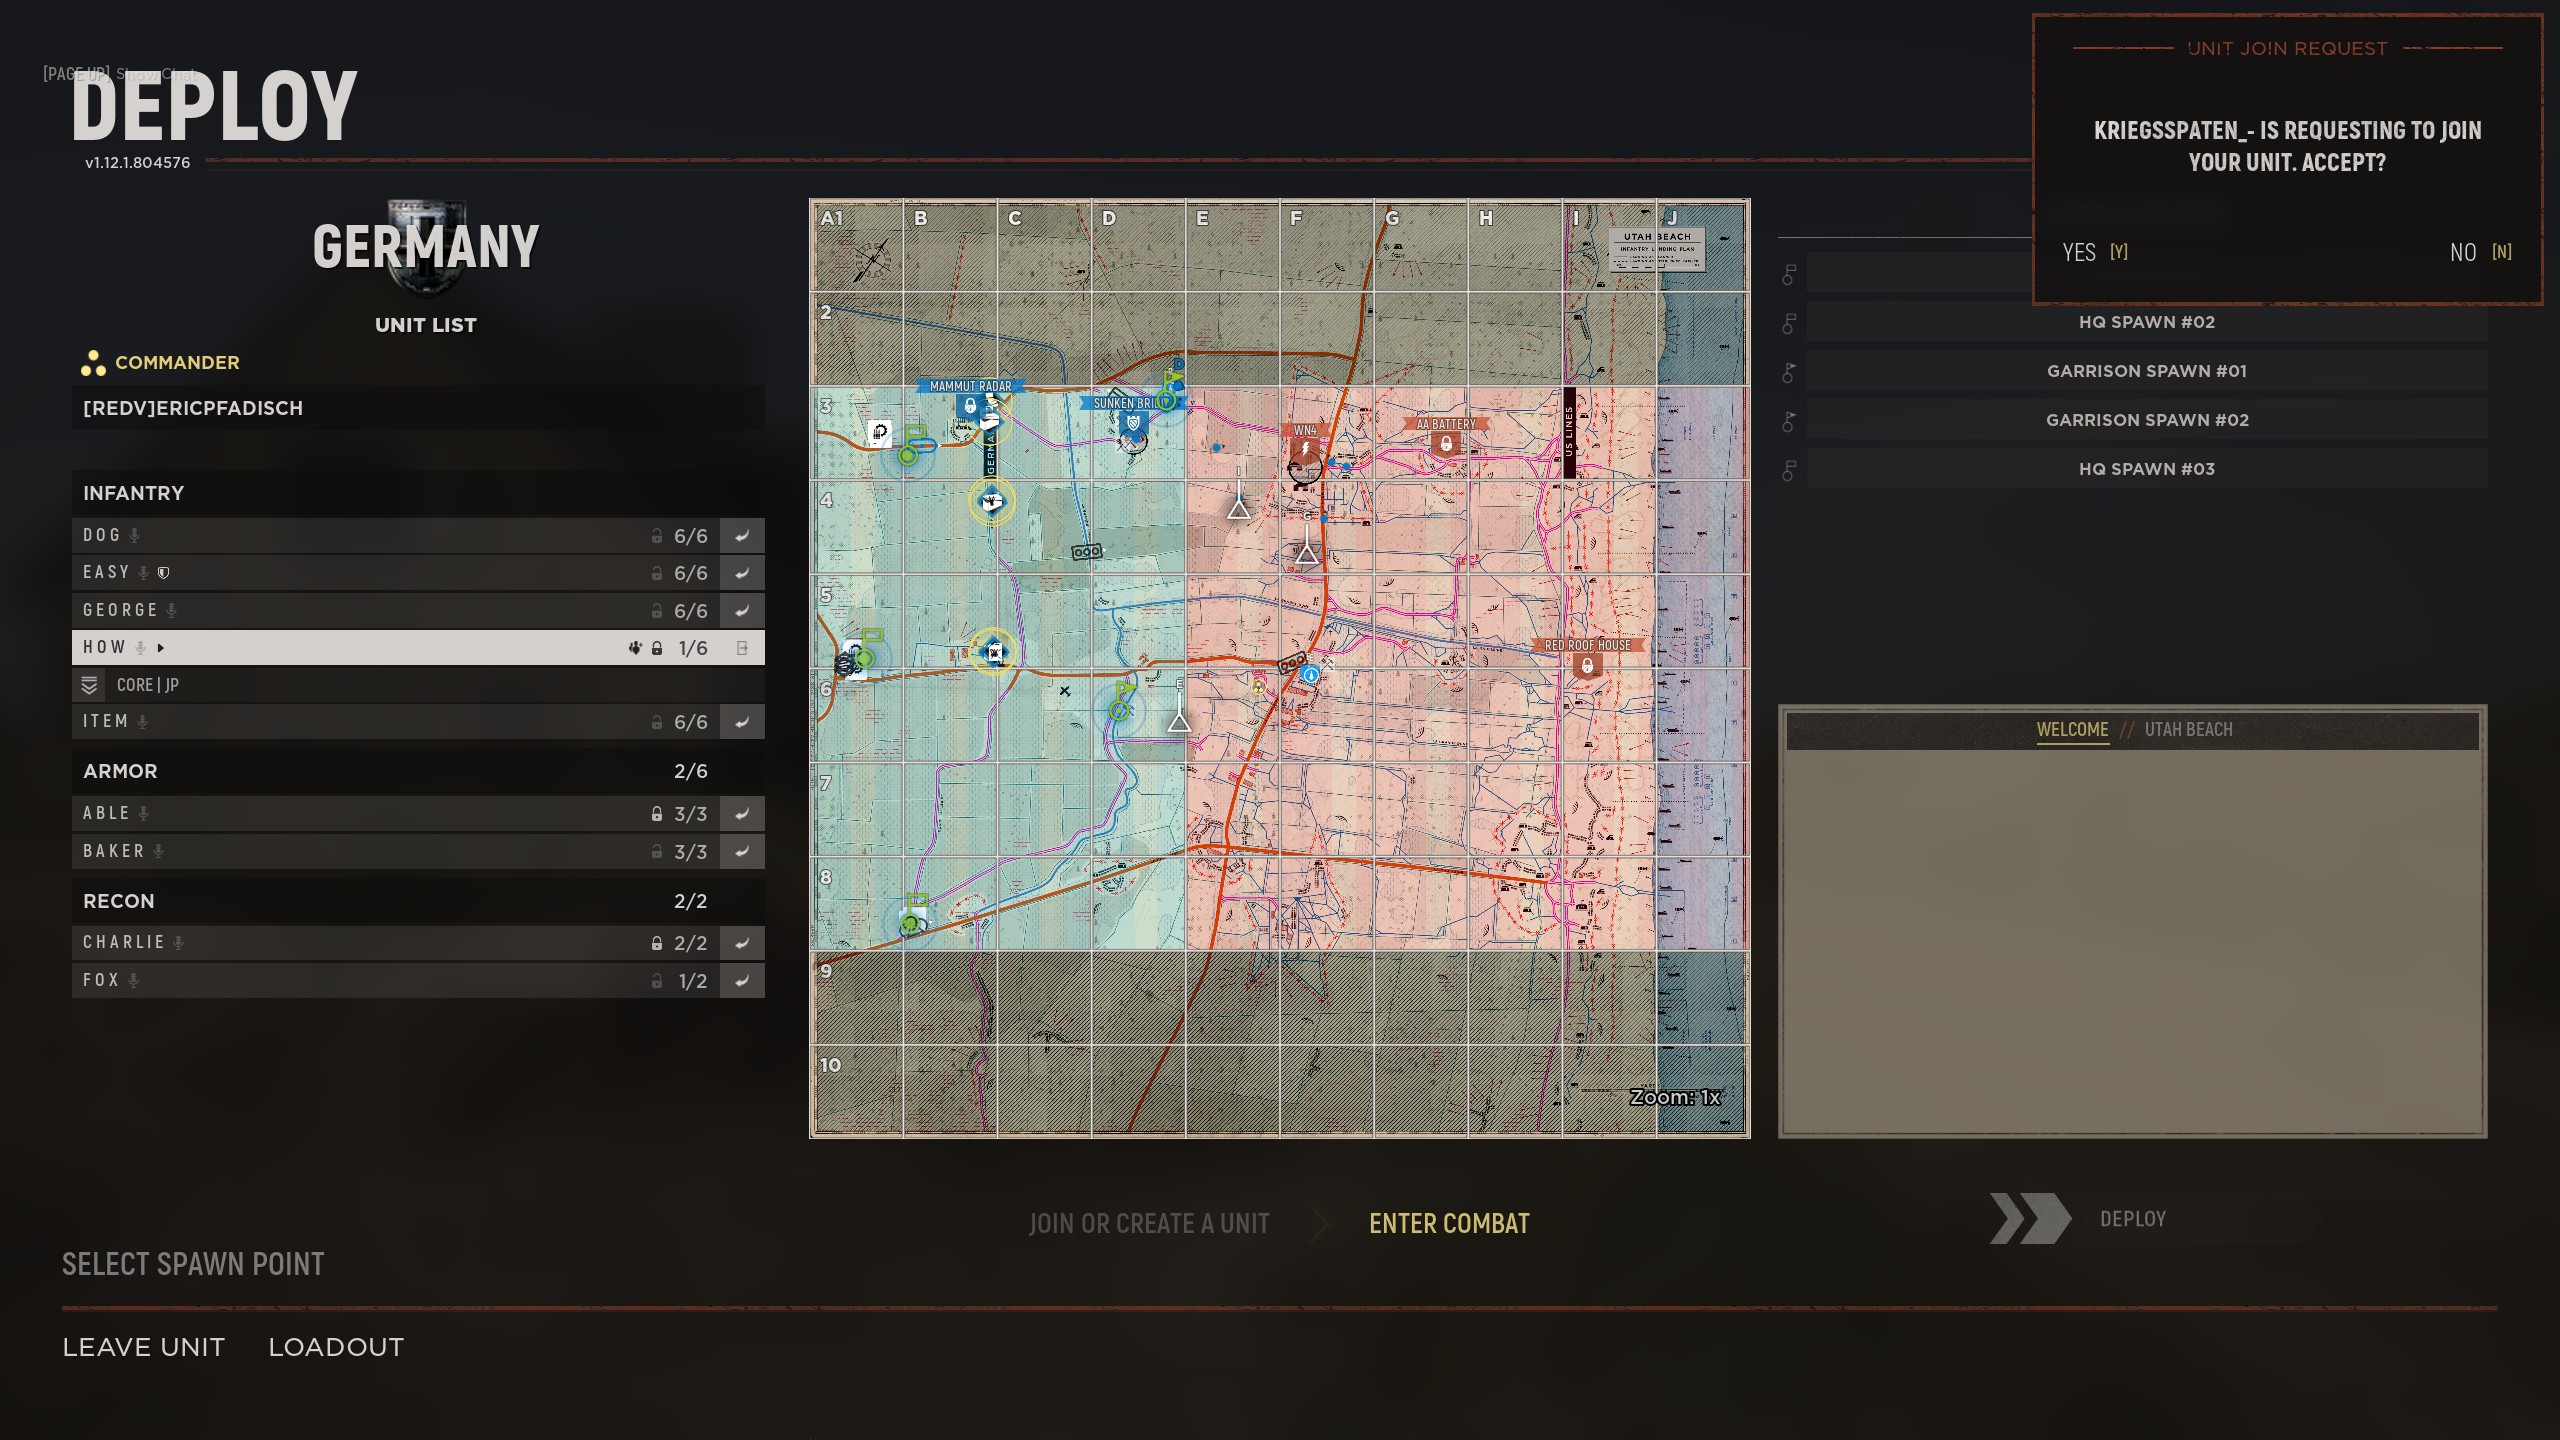 [PAGE UP] Show Chat
DEPLOY
v1.12.1.804576
GERMANY
UNIT LIST
COMMANDER
[REDV]ERICPFADISCH
INFANTRY
DOG 6/6
EASY 6/6
GEORGE 6/6
HOW 1/6
CORE | JP
ITEM 6/6
ARMOR 2/6
ABLE 3/3
BAKER 3/3
RECON 2/2
CHARLIE 2/2
FOX 1/2
A1 B C D E F G H I J
UTAH BEACH
2
MAMMUT RADAR
3
SUNKEN
WN4
AA BATTERY
US LINES
4
5
RED ROOF HOUSE
6
7
8
9
10
Zoom: 1x
UNIT JOIN REQUEST
KRIEGSSPATEN_- IS REQUESTING TO JOIN
YOUR UNIT. ACCEPT?
YES [Y] NO [N]
HQ SPAWN #02
GARRISON SPAWN #01
GARRISON SPAWN #02
HQ SPAWN #03
WELCOME // UTAH BEACH
JOIN OR CREATE A UNIT
ENTER COMBAT
DEPLOY
SELECT SPAWN POINT
LEAVE UNIT LOADOUT